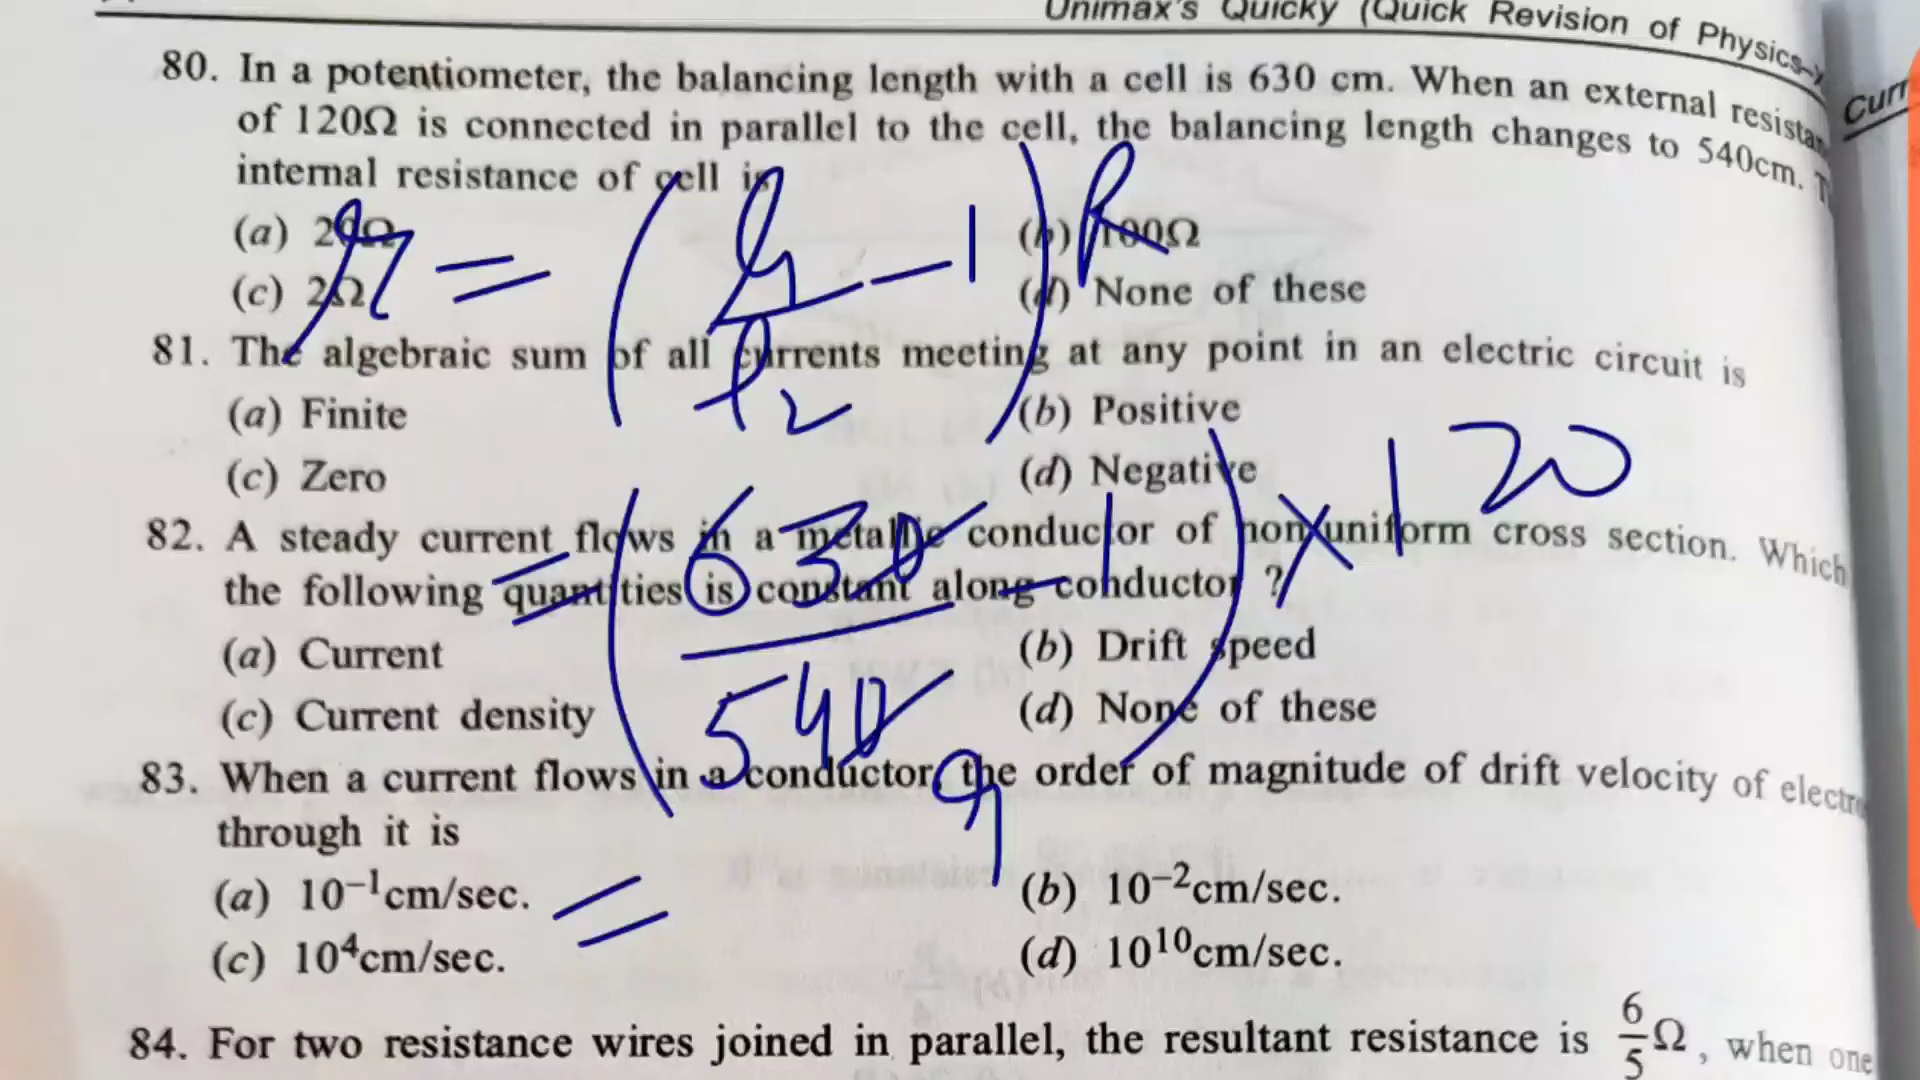 Unimax's Quicky (Quick Revision of Physics-
80. In a potentiometer, the balancing length with a cell is 630 cm. When an external resistan
of 120Ω is connected in parallel to the cell, the balancing length changes to 540cm. T
internal resistance of cell is
(a) 20Ω (b) 100Ω
(c) 2Ω (d) None of these
81. The algebraic sum of all currents meeting at any point in an electric circuit is
(a) Finite (b) Positive
(c) Zero (d) Negative
82. A steady current flows in a metallic conductor of non uniform cross section. Which
the following quantities is constant along conductor ?
(a) Current (b) Drift speed
(c) Current density (d) None of these
83. When a current flows in a conductor, the order of magnitude of drift velocity of electro
through it is
(a) 10⁻¹cm/sec. (b) 10⁻²cm/sec.
(c) 10⁴cm/sec. (d) 10¹⁰cm/sec.
84. For two resistance wires joined in parallel, the resultant resistance is 6/5 Ω, when one
Curr
r = (l₁/l₂ - 1) R
= (630/540 - 1) × 120
9
=